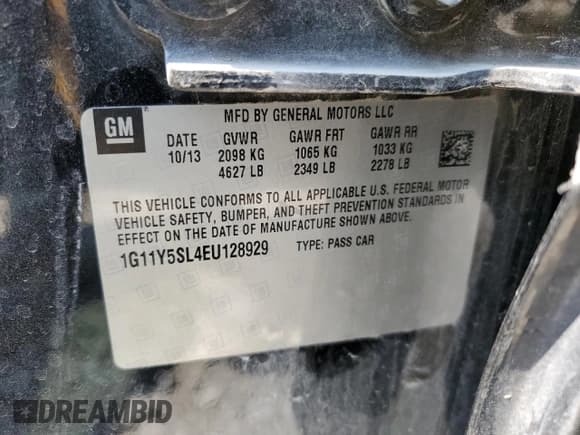 GM
MFD BY GENERAL MOTORS LLC
DATE GVWR GAWR FRT GAWR RR
10/13 2098 KG 1065 KG 1033 KG
4627 LB 2349 LB 2278 LB
THIS VEHICLE CONFORMS TO ALL APPLICABLE U.S. FEDERAL MOTOR
VEHICLE SAFETY, BUMPER, AND THEFT PREVENTION STANDARDS IN
EFFECT ON THE DATE OF MANUFACTURE SHOWN ABOVE.
1G11Y5SL4EU128929 TYPE: PASS CAR
DREAMBID